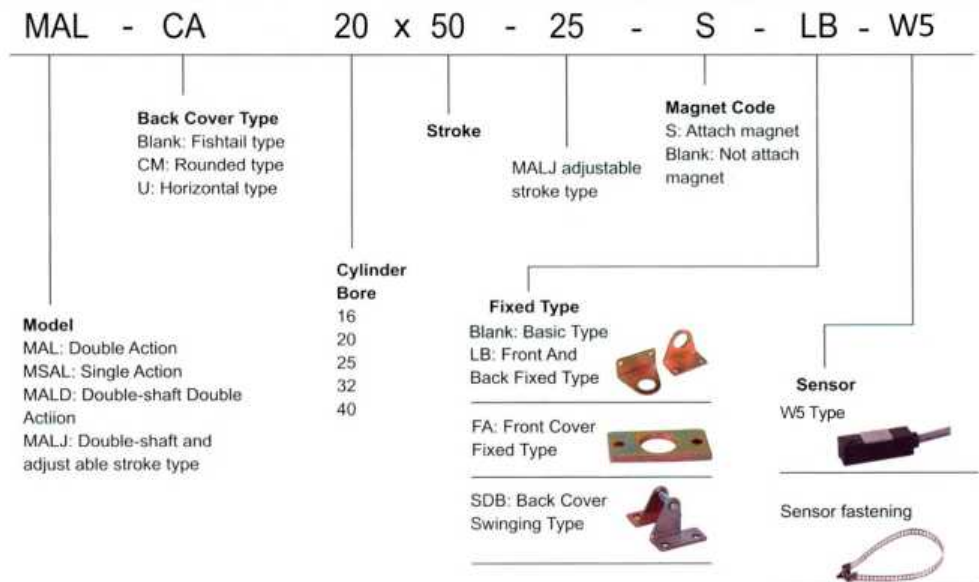 MAL - CA 20 x 50 - 25 - S - LB - W5
Back Cover Type
Blank: Fishtail type
CM: Rounded type
U: Horizontal type
Stroke
MALJ adjustable
stroke type
Magnet Code
S: Attach magnet
Blank: Not attach
magnet
Cylinder
Bore
16
20
25
32
40
Model
MAL: Double Action
MSAL: Single Action
MALD: Double-shaft Double
Actiion
MALJ: Double-shaft and
adjust able stroke type
Fixed Type
Blank: Basic Type
LB: Front And
Back Fixed Type
FA: Front Cover
Fixed Type
SDB: Back Cover
Swinging Type
Sensor
W5 Type
Sensor fastening